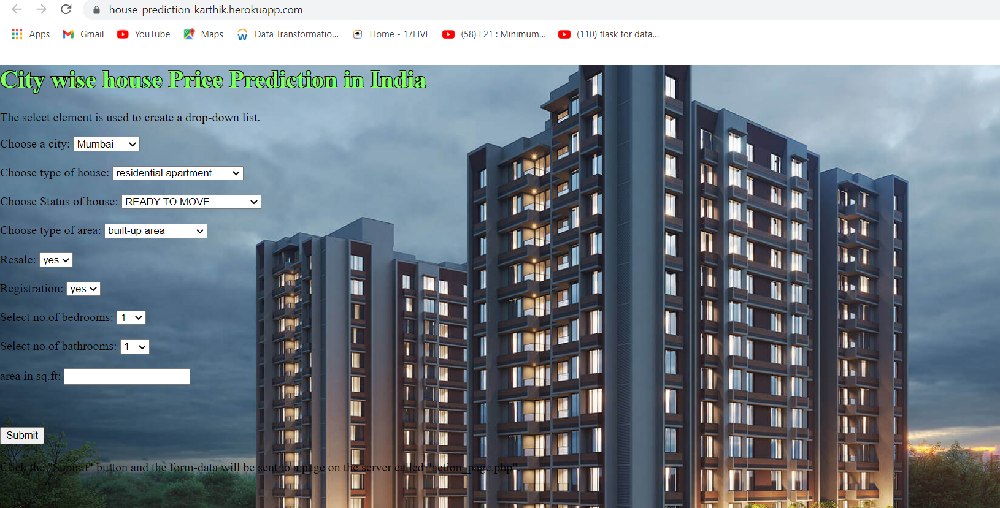 house-prediction-karthik.herokuapp.com
Apps Gmail YouTube Maps Data Transformatio... Home - 17LIVE (58) L21 : Minimum... (110) flask for data...
City wise house Price Prediction in India
The select element is used to create a drop-down list.
Choose a city: Mumbai
Choose type of house: residential apartment
Choose Status of house: READY TO MOVE
Choose type of area: built-up area
Resale: yes
Registration: yes
Select no.of bedrooms: 1
Select no.of bathrooms: 1
area in sq.ft:
Submit
Click the "Submit" button and the form-data will be sent to a page on the server called "action_page.php".